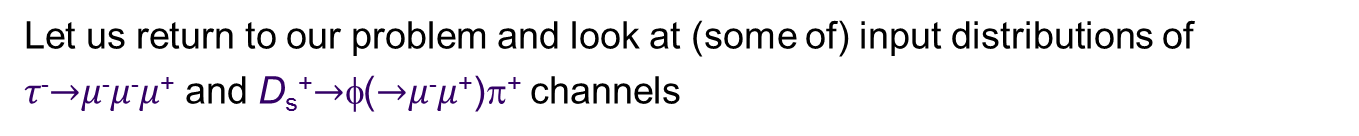 Let us return to our problem and look at (some of) input distributions of
τ⁻→μ⁻μ⁻μ⁺ and Dₛ⁺→ϕ(→μ⁻μ⁺)π⁺ channels